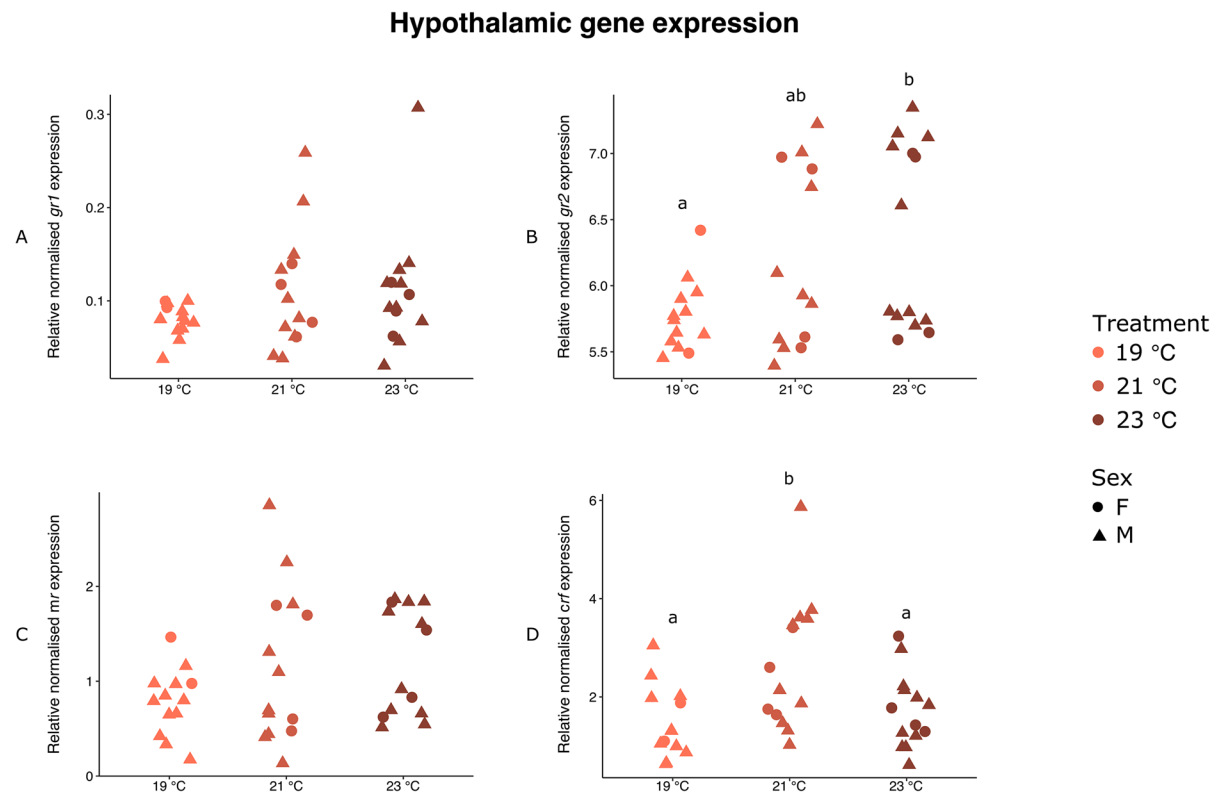 Hypothalamic gene expression
A
Relative normalised gr1 expression
0.3
0.2
0.1
19 °C
21 °C
23 °C
B
Relative normalised gr2 expression
7.0
6.5
6.0
5.5
a
ab
b
19 °C
21 °C
23 °C
C
Relative normalised mr expression
2
1
0
19 °C
21 °C
23 °C
D
Relative normalised crf expression
6
4
2
a
b
a
19 °C
21 °C
23 °C
Treatment
19 °C
21 °C
23 °C
Sex
F
M